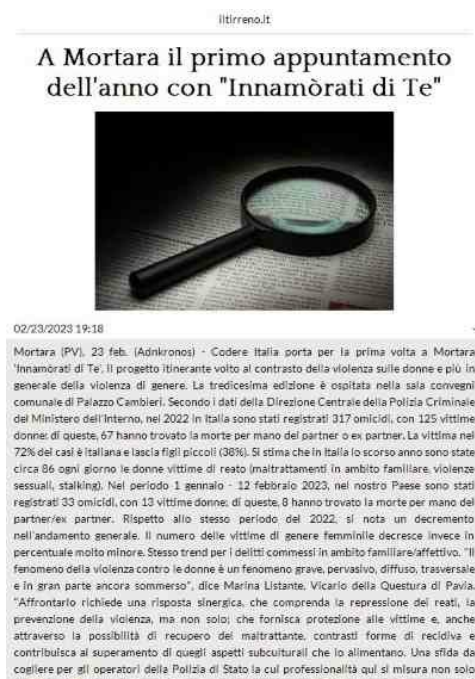 iltirreno.it
A Mortara il primo appuntamento
dell'anno con "Innamòrati di Te"
02/23/2023 19:18
Mortara (PV), 23 feb. (Adnkronos) - Codere Italia porta per la prima volta a Mortara
'Innamòrati di Te', il progetto itinerante volto al contrasto della violenza sulle donne e più in
generale della violenza di genere. La tredicesima edizione è ospitata nella sala convegni
comunale di Palazzo Cambieri. Secondo i dati della Direzione Centrale della Polizia Criminale
del Ministero dell'Interno, nel 2022 in Italia sono stati registrati 317 omicidi, con 125 vittime
donne: di queste, 67 hanno trovato la morte per mano del partner o ex partner. La vittima nel
72% dei casi è italiana e lascia figli piccoli (38%). Si stima che in Italia lo scorso anno sono state
circa 86 ogni giorno le donne vittime di reato (maltrattamenti in ambito familiare, violenze
sessuali, stalking). Nel periodo 1 gennaio - 12 febbraio 2023, nel nostro Paese sono stati
registrati 33 omicidi, con 13 vittime donne; di queste, 8 hanno trovato la morte per mano del
partner/ex partner. Rispetto allo stesso periodo del 2022, si nota un decremento
nell'andamento generale. Il numero delle vittime di genere femminile decresce invece in
percentuale molto minore. Stesso trend per i delitti commessi in ambito familiare/affettivo. "Il
fenomeno della violenza contro le donne è un fenomeno grave, pervasivo, diffuso, trasversale
e in gran parte ancora sommerso", dice Marina Listante, Vicario della Questura di Pavia.
"Affrontarlo richiede una risposta sinergica, che comprenda la repressione dei reati, la
prevenzione della violenza, ma non solo; che fornisca protezione alle vittime e, anche
attraverso la possibilità di recupero del maltrattante, contrasti forme di recidiva e
contribuisca al superamento di quegli aspetti subculturali che lo alimentano. Una sfida da
cogliere per gli operatori della Polizia di Stato la cui professionalità qui si misura non solo